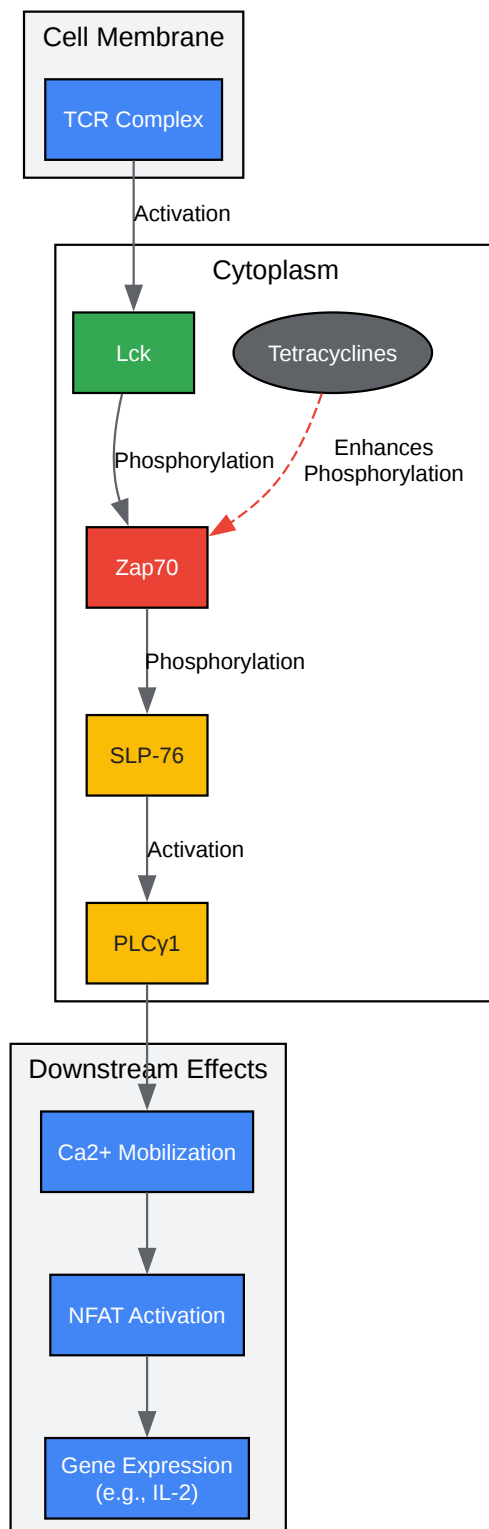 Cell Membrane
TCR Complex
Activation
Cytoplasm
Lck
Tetracyclines
Phosphorylation
Enhances
Phosphorylation
Zap70
Phosphorylation
SLP-76
Activation
PLCγ1
Downstream Effects
Ca2+ Mobilization
NFAT Activation
Gene Expression
(e.g., IL-2)